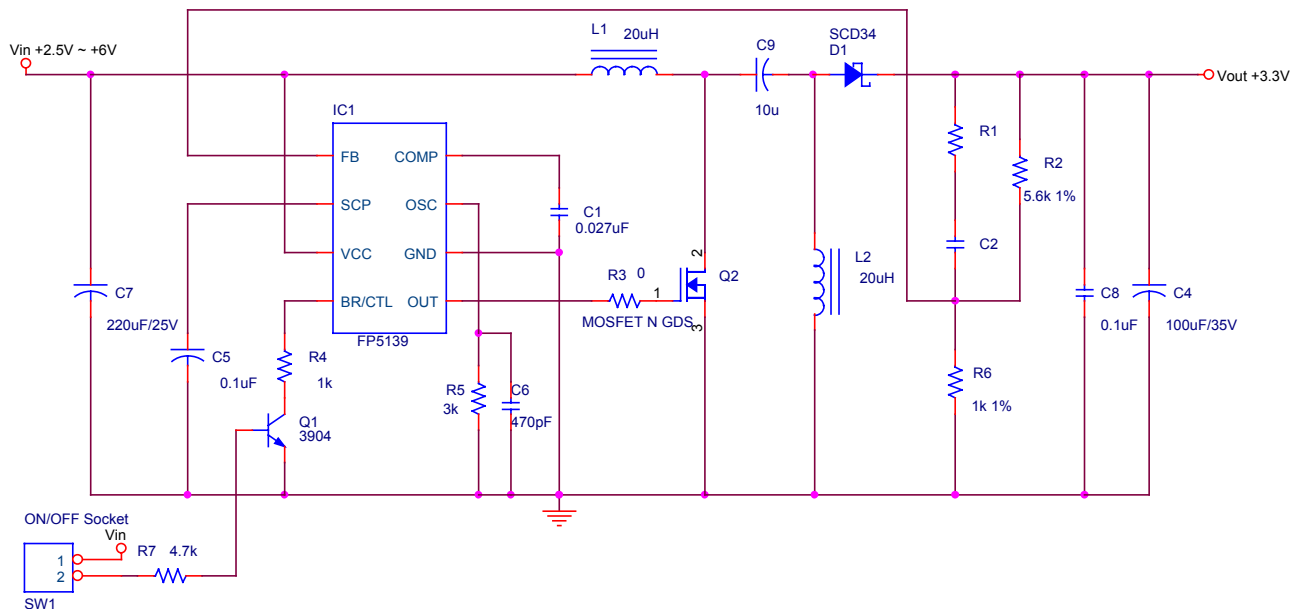 L1
20uH
SCD34
D1
C9
10u
Vin +2.5V ~ +6V
Vout +3.3V
IC1
FB
COMP
SCP
OSC
VCC
GND
BR/CTL
OUT
FP5139
C1
0.027uF
R1
R2
5.6k 1%
C2
R3
0
1
2
3
Q2
MOSFET N GDS
L2
20uH
C7
220uF/25V
C5
0.1uF
R4
1k
R5
3k
C6
470pF
R6
1k 1%
C8
0.1uF
C4
100uF/35V
Q1
3904
ON/OFF Socket
Vin
1
2
R7
4.7k
SW1